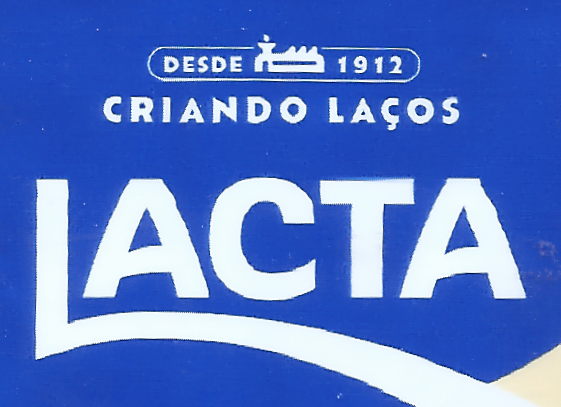 DESDE 1912
CRIANDO LAÇOS
LACTA